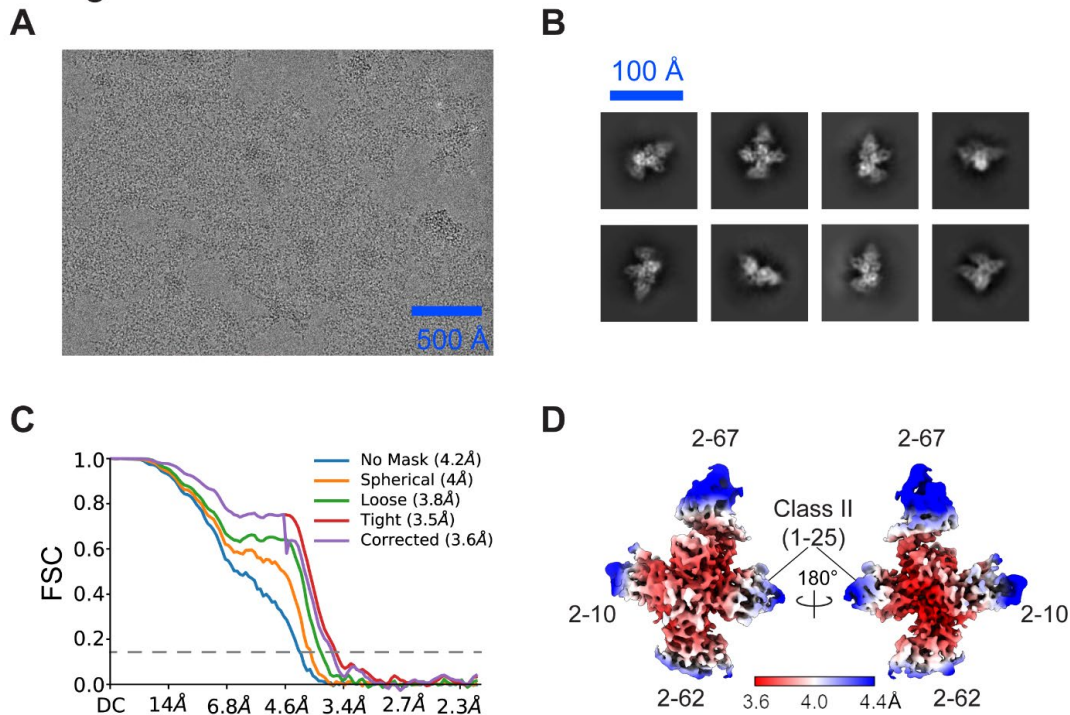 A
500 Å
B
100 Å
C
FSC
1.0
0.8
0.6
0.4
0.2
0.0
DC
14Å
6.8Å
4.6Å
3.4Å
2.7Å
2.3Å
No Mask (4.2Å)
Spherical (4Å)
Loose (3.8Å)
Tight (3.5Å)
Corrected (3.6Å)
D
2-67
2-67
Class II
(1-25)
180°
2-10
2-10
2-62
2-62
3.6
4.0
4.4Å